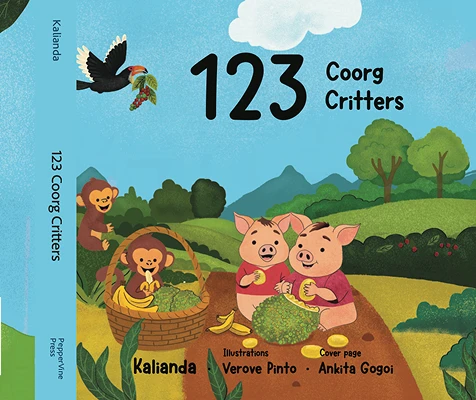 Kalianda
123 Coorg Critters
PepperVine
Press
123
Coorg
Critters
Illustrations
Cover page
Kalianda · Verove Pinto · Ankita Gogoi